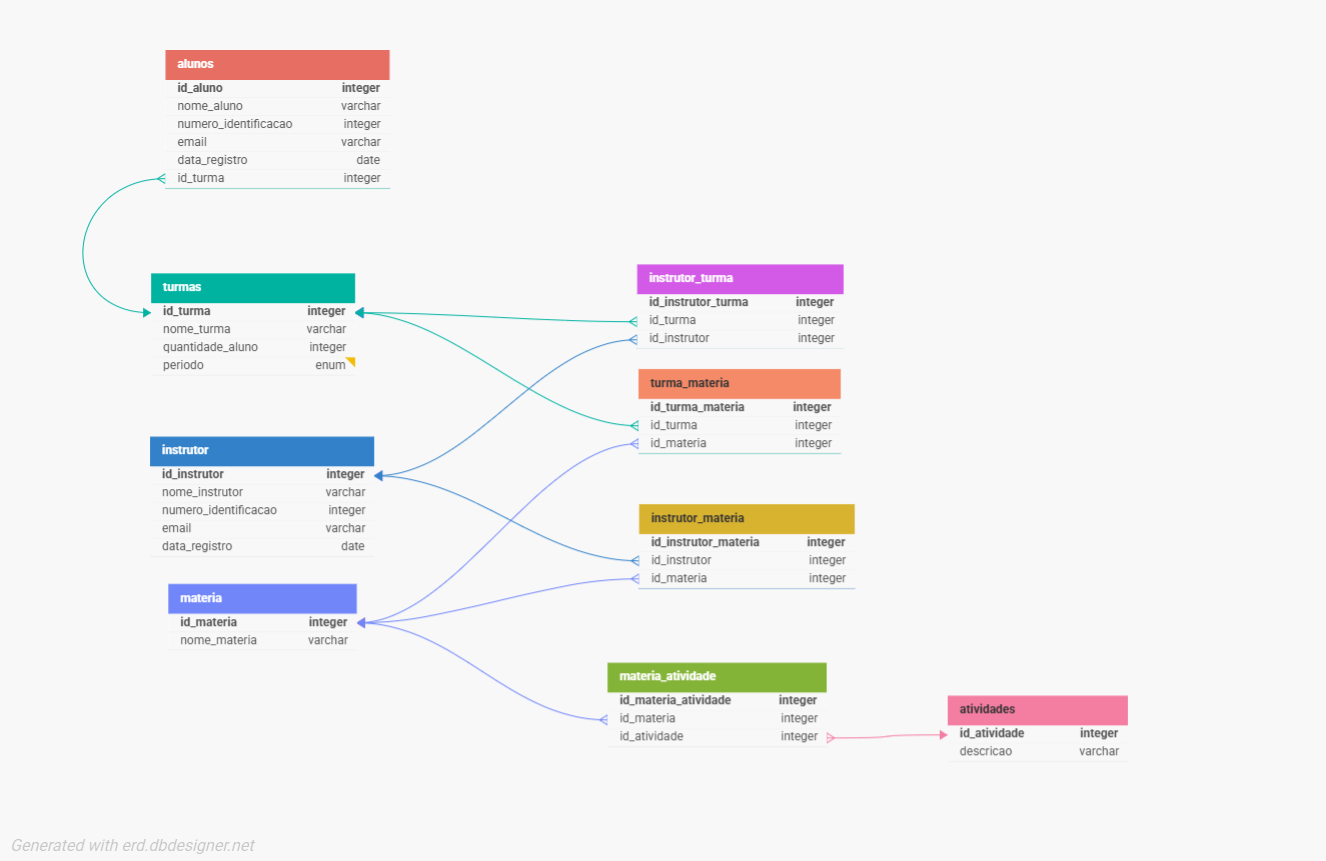 alunos
id_aluno integer
nome_aluno varchar
numero_identificacao integer
email varchar
data_registro date
id_turma integer
turmas
id_turma integer
nome_turma varchar
quantidade_aluno integer
periodo enum
instrutor
id_instrutor integer
nome_instrutor varchar
numero_identificacao integer
email varchar
data_registro date
materia
id_materia integer
nome_materia varchar
instrutor_turma
id_instrutor_turma integer
id_turma integer
id_instrutor integer
turma_materia
id_turma_materia integer
id_turma integer
id_materia integer
instrutor_materia
id_instrutor_materia integer
id_instrutor integer
id_materia integer
materia_atividade
id_materia_atividade integer
id_materia integer
id_atividade integer
atividades
id_atividade integer
descricao varchar
Generated with erd.dbdesigner.net